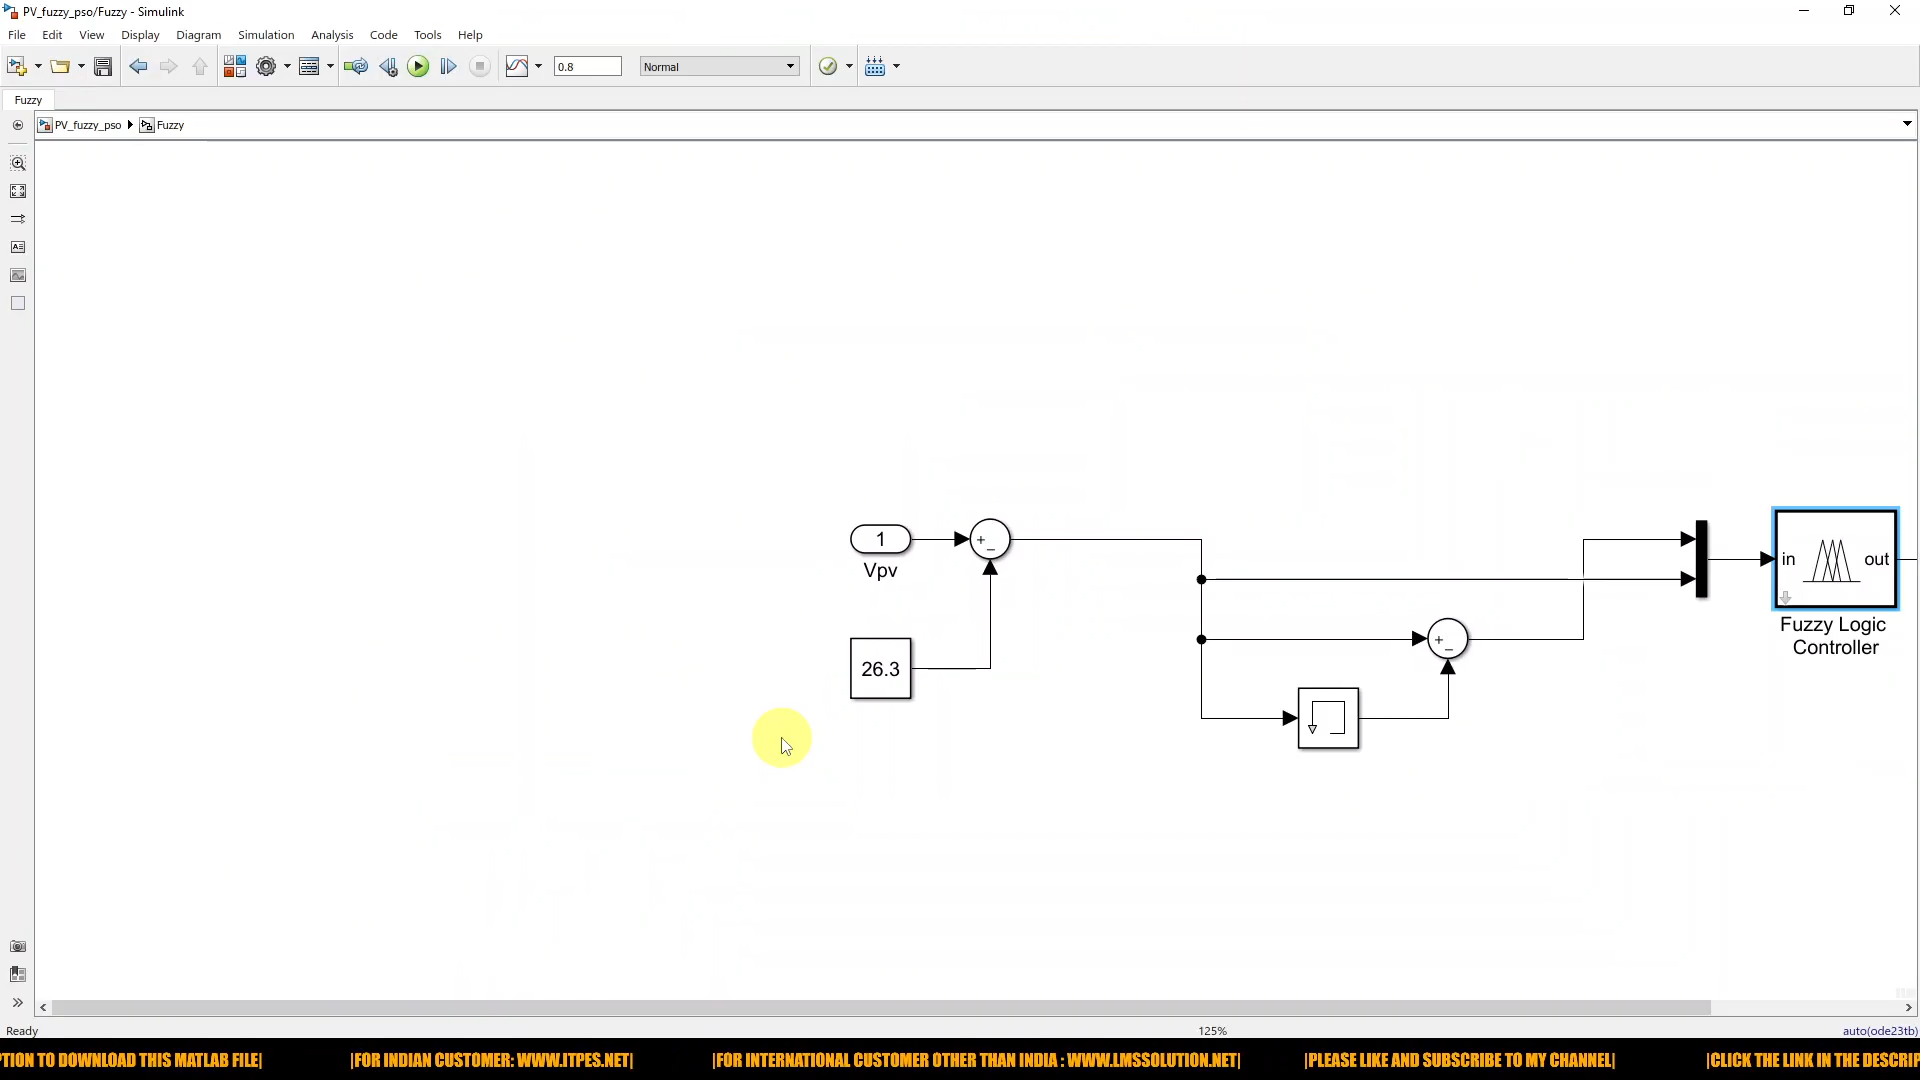 PV_fuzzy_pso/Fuzzy - Simulink
File Edit View Display Diagram Simulation Analysis Code Tools Help
0.8 Normal
Fuzzy
PV_fuzzy_pso Fuzzy
1
Vpv
26.3
in out
Fuzzy Logic
Controller
Ready 125% auto(ode23tb)
PTION TO DOWNLOAD THIS MATLAB FILE| |FOR INDIAN CUSTOMER: WWW.ITPES.NET| |FOR INTERNATIONAL CUSTOMER OTHER THAN INDIA : WWW.LMSSOLUTION.NET| |PLEASE LIKE AND SUBSCRIBE TO MY CHANNEL| |CLICK THE LINK IN THE DESCRIP